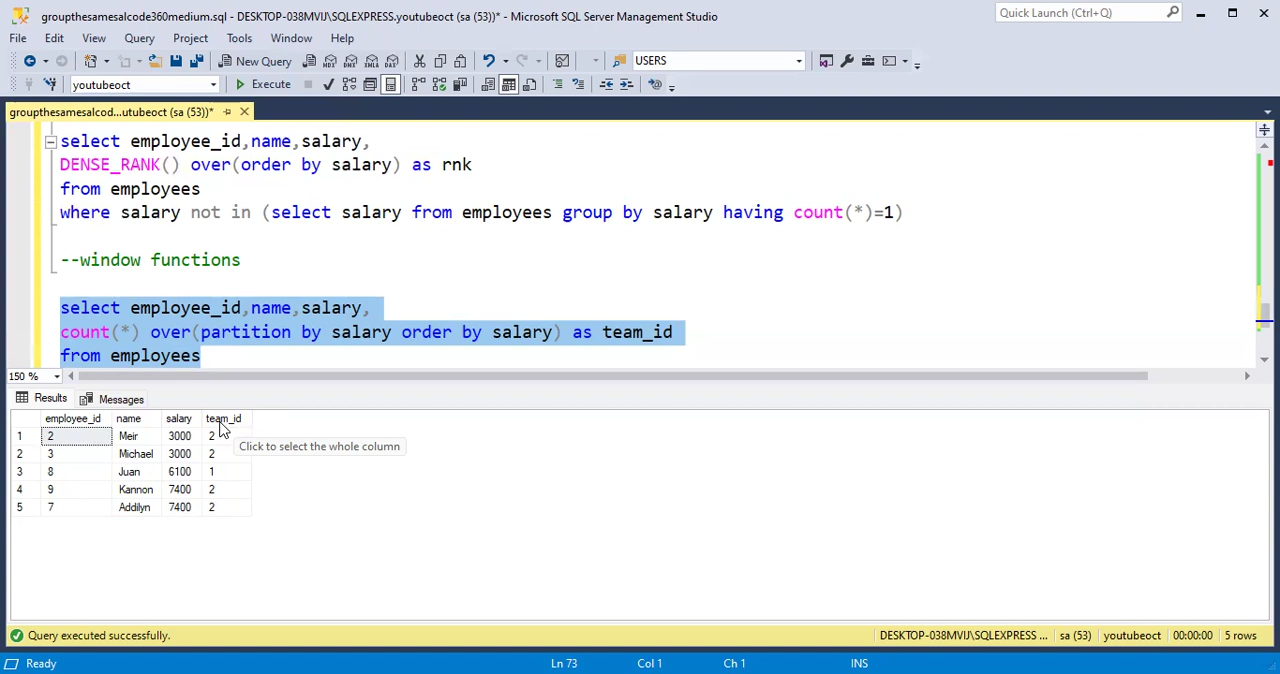 groupthesamesalcode360medium.sql - DESKTOP-038MVIJ\SQLEXPRESS.youtubeoct (sa (53))* - Microsoft SQL Server Management Studio
Quick Launch (Ctrl+Q)
File Edit View Query Project Tools Window Help
New Query
USERS
youtubeoct
Execute
groupthesamesalcod...utubeoct (sa (53))*
select employee_id,name,salary,
DENSE_RANK() over(order by salary) as rnk
from employees
where salary not in (select salary from employees group by salary having count(*)=1)
--window functions
select employee_id,name,salary,
count(*) over(partition by salary order by salary) as team_id
from employees
150 %
Results Messages
employee_id name salary team_id
1 2 Meir 3000 2
2 3 Michael 3000 2
3 8 Juan 6100 1
4 9 Kannon 7400 2
5 7 Addilyn 7400 2
Click to select the whole column
Query executed successfully.
DESKTOP-038MVIJ\SQLEXPRESS ... sa (53) youtubeoct 00:00:00 5 rows
Ready Ln 73 Col 1 Ch 1 INS